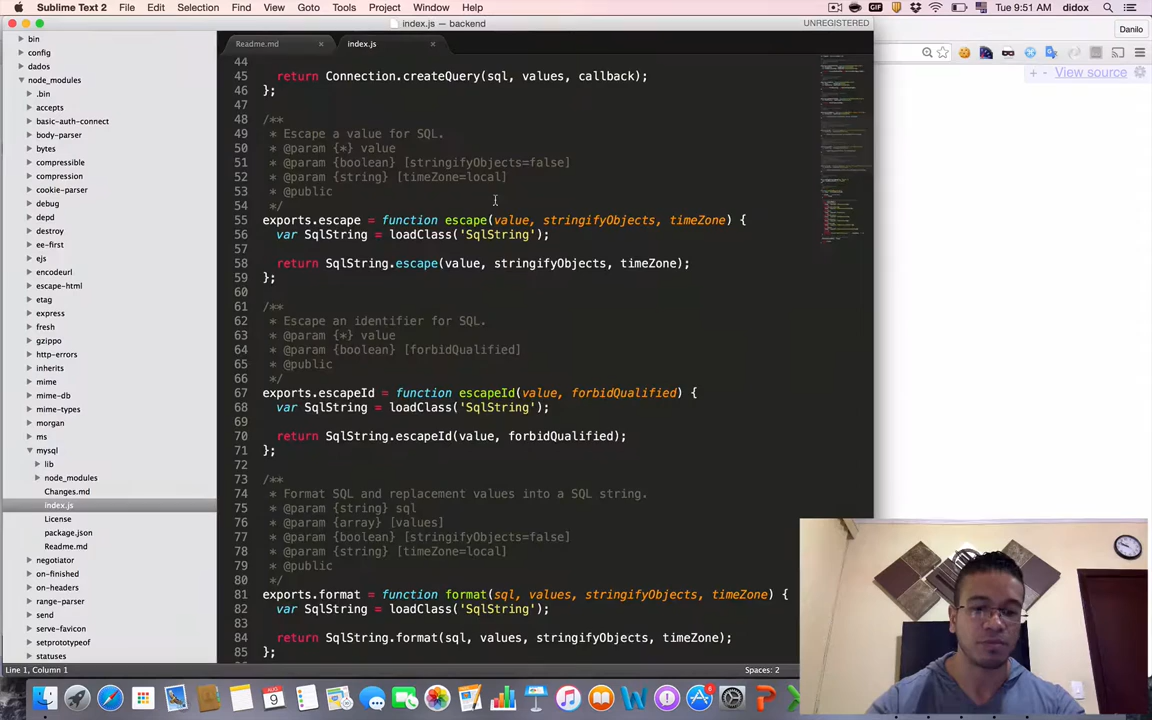 Sublime Text 2 File Edit Selection Find View Goto Tools Project Window Help
GIF Tue 9:51 AM didox
index.js — backend
UNREGISTERED
Danilo
Readme.md × index.js ×
+ - View source
bin
config
dados
node_modules
.bin
accepts
basic-auth-connect
body-parser
bytes
compressible
cookie-parser
debug
depd
destroy
ee-first
ejs
encodeurl
escape-html
etag
express
fresh
gzippo
http-errors
inherits
mime
mime-db
mime-types
morgan
ms
mysql
lib
node_modules
Changes.md
index.js
License
package.json
Readme.md
negotiator
on-finished
on-headers
range-parser
send
serve-favicon
setprototypeof
statuses
44
45 return Connection.createQuery(sql, values, callback);
46 };
47
48 /**
49 * Escape a value for SQL.
50 * @param {*} value
51 * @param {boolean} [stringifyObjects=false]
52 * @param {string} [timeZone=local]
53 * @public
54 */
55 exports.escape = function escape(value, stringifyObjects, timeZone) {
56 var SqlString = loadClass('SqlString');
57
58 return SqlString.escape(value, stringifyObjects, timeZone);
59 };
60
61 /**
62 * Escape an identifier for SQL.
63 * @param {*} value
64 * @param {boolean} [forbidQualified]
65 * @public
66 */
67 exports.escapeId = function escapeId(value, forbidQualified) {
68 var SqlString = loadClass('SqlString');
69
70 return SqlString.escapeId(value, forbidQualified);
71 };
72
73 /**
74 * Format SQL and replacement values into a SQL string.
75 * @param {string} sql
76 * @param {array} [values]
77 * @param {boolean} [stringifyObjects=false]
78 * @param {string} [timeZone=local]
79 * @public
80 */
81 exports.format = function format(sql, values, stringifyObjects, timeZone) {
82 var SqlString = loadClass('SqlString');
83
84 return SqlString.format(sql, values, stringifyObjects, timeZone);
85 };
Line 1, Column 1
Spaces: 2